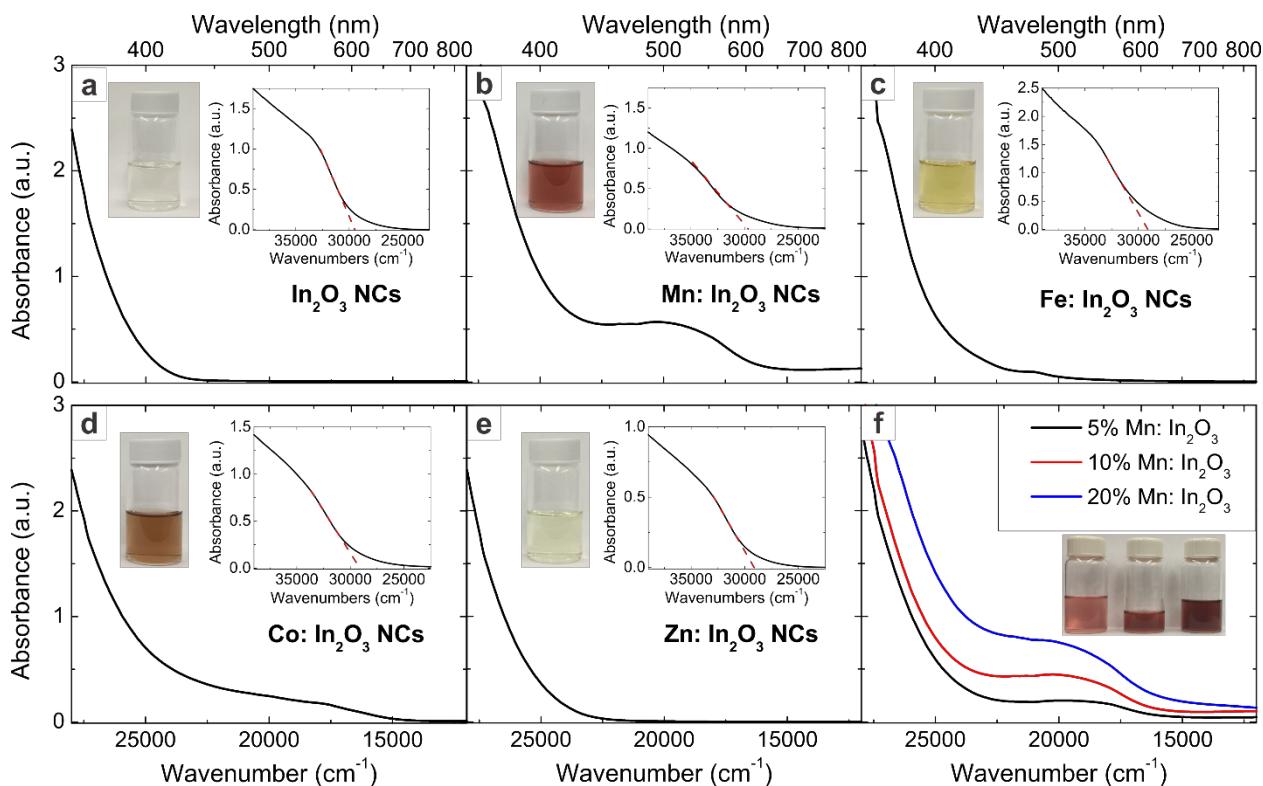 Wavelength (nm) Wavelength (nm) Wavelength (nm)
400 500 600 700 800 400 500 600 700 800 400 500 600 700 800
3
2
1
0
Absorbance (a.u.)
a
1.5
1.0
0.5
0.0
Absorbance (a.u.)
35000 30000 25000
Wavenumbers (cm⁻¹)
In₂O₃ NCs
b
1.5
1.0
0.5
0.0
Absorbance (a.u.)
35000 30000 25000
Wavenumbers (cm⁻¹)
Mn: In₂O₃ NCs
c
2.5
2.0
1.5
1.0
0.5
0.0
Absorbance (a.u.)
35000 30000 25000
Wavenumbers (cm⁻¹)
Fe: In₂O₃ NCs
3
2
1
0
Absorbance (a.u.)
d
1.5
1.0
0.5
0.0
Absorbance (a.u.)
35000 30000 25000
Wavenumbers (cm⁻¹)
Co: In₂O₃ NCs
e
1.0
0.5
0.0
Absorbance (a.u.)
35000 30000 25000
Wavenumbers (cm⁻¹)
Zn: In₂O₃ NCs
f
5% Mn: In₂O₃
10% Mn: In₂O₃
20% Mn: In₂O₃
25000 20000 15000 25000 20000 15000 25000 20000 15000
Wavenumber (cm⁻¹) Wavenumber (cm⁻¹) Wavenumber (cm⁻¹)